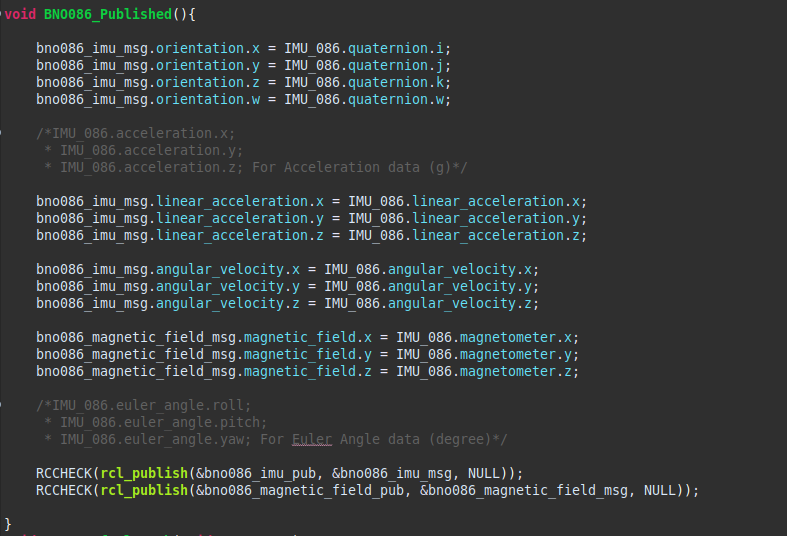 void BNO086_Published(){
bno086_imu_msg.orientation.x = IMU_086.quaternion.i;
bno086_imu_msg.orientation.y = IMU_086.quaternion.j;
bno086_imu_msg.orientation.z = IMU_086.quaternion.k;
bno086_imu_msg.orientation.w = IMU_086.quaternion.w;
/*IMU_086.acceleration.x;
* IMU_086.acceleration.y;
* IMU_086.acceleration.z; For Acceleration data (g)*/
bno086_imu_msg.linear_acceleration.x = IMU_086.linear_acceleration.x;
bno086_imu_msg.linear_acceleration.y = IMU_086.linear_acceleration.y;
bno086_imu_msg.linear_acceleration.z = IMU_086.linear_acceleration.z;
bno086_imu_msg.angular_velocity.x = IMU_086.angular_velocity.x;
bno086_imu_msg.angular_velocity.y = IMU_086.angular_velocity.y;
bno086_imu_msg.angular_velocity.z = IMU_086.angular_velocity.z;
bno086_magnetic_field_msg.magnetic_field.x = IMU_086.magnetometer.x;
bno086_magnetic_field_msg.magnetic_field.y = IMU_086.magnetometer.y;
bno086_magnetic_field_msg.magnetic_field.z = IMU_086.magnetometer.z;
/*IMU_086.euler_angle.roll;
* IMU_086.euler_angle.pitch;
* IMU_086.euler_angle.yaw; For Euler Angle data (degree)*/
RCCHECK(rcl_publish(&bno086_imu_pub, &bno086_imu_msg, NULL));
RCCHECK(rcl_publish(&bno086_magnetic_field_pub, &bno086_magnetic_field_msg, NULL));
}